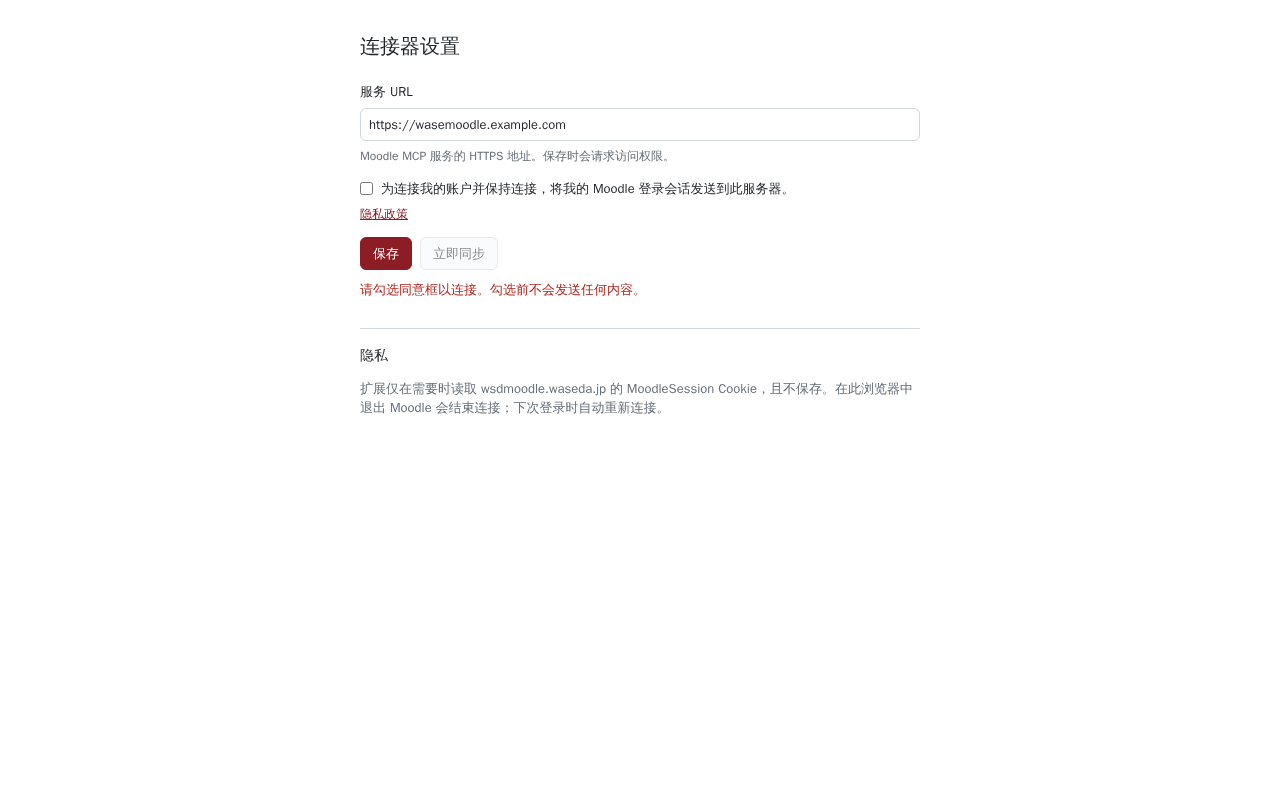 连接器设置
服务 URL
https://wasemoodle.example.com
Moodle MCP 服务的 HTTPS 地址。保存时会请求访问权限。
为连接我的账户并保持连接，将我的 Moodle 登录会话发送到此服务器。
隐私政策
保存 立即同步
请勾选同意框以连接。勾选前不会发送任何内容。
隐私
扩展仅在需要时读取 wsdmoodle.waseda.jp 的 MoodleSession Cookie，且不保存。在此浏览器中
退出 Moodle 会结束连接；下次登录时自动重新连接。